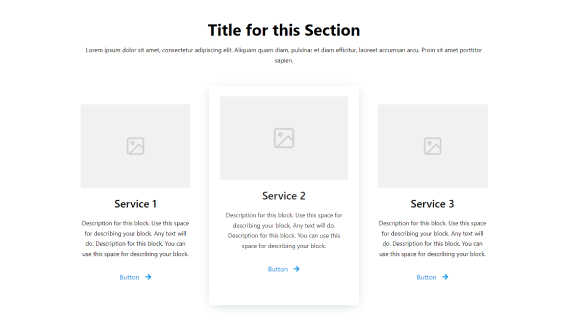 Title for this Section
Lorem ipsum dolor sit amet, consectetur adipiscing elit. Aliquam quam diam, pulvinar et diam efficitur, laoreet accumsan arcu. Proin sit amet porttitor
sapien.
Service 1
Description for this block. Use this space
for describing your block. Any text will
do. Description for this block. You can
use this space for describing your block.
Button
Service 2
Description for this block. Use this space for
describing your block. Any text will do.
Description for this block. You can use this
space for describing your block.
Button
Service 3
Description for this block. Use this space
for describing your block. Any text will
do. Description for this block. You can
use this space for describing your block.
Button